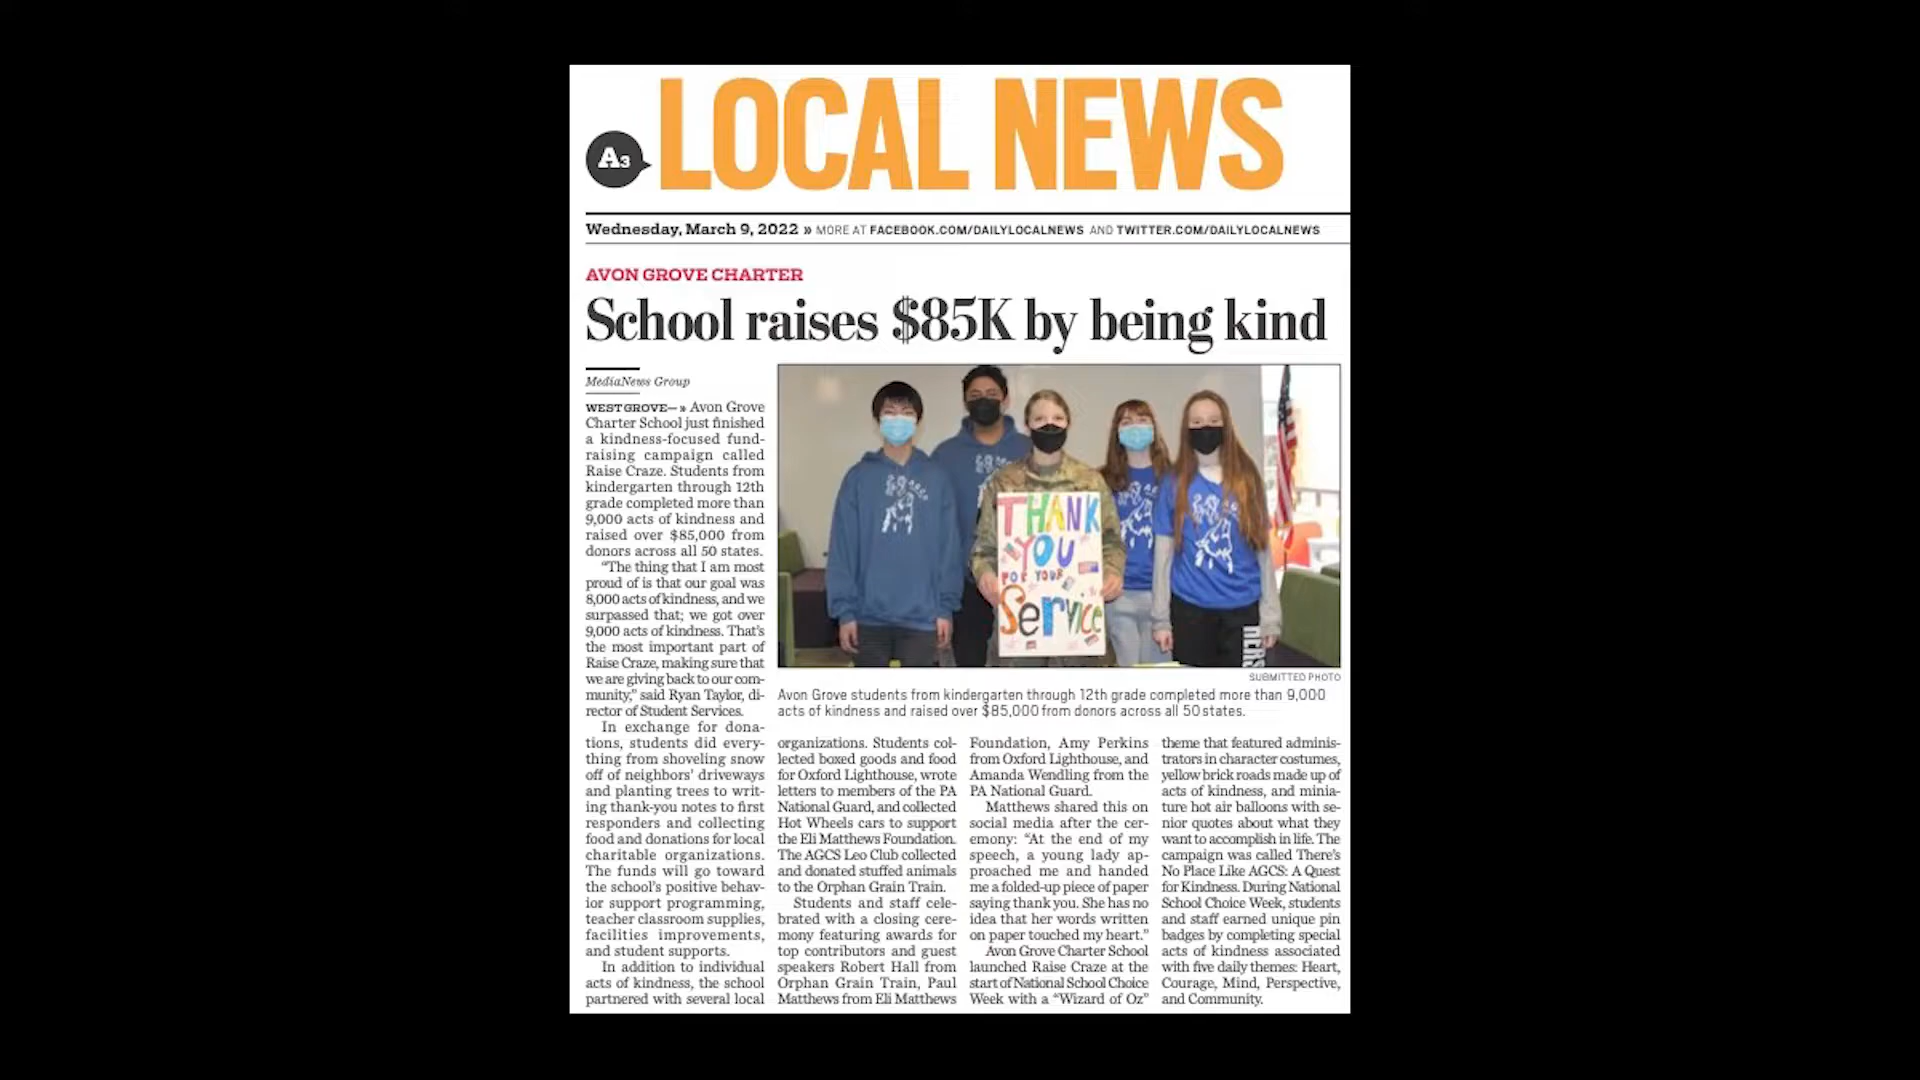 A3
LOCAL NEWS
Wednesday, March 9, 2022 » MORE AT FACEBOOK.COM/DAILYLOCALNEWS AND TWITTER.COM/DAILYLOCALNEWS
AVON GROVE CHARTER
School raises $85K by being kind
MediaNews Group
WEST GROVE— » Avon Grove
Charter School just finished
a kindness-focused fund-
raising campaign called
Raise Craze. Students from
kindergarten through 12th
grade completed more than
9,000 acts of kindness and
raised over $85,000 from
donors across all 50 states.
"The thing that I am most
proud of is that our goal was
8,000 acts of kindness, and we
surpassed that; we got over
9,000 acts of kindness. That's
the most important part of
Raise Craze, making sure that
we are giving back to our com-
munity," said Ryan Taylor, di-
rector of Student Services.
In exchange for dona-
tions, students did every-
thing from shoveling snow
off of neighbors' driveways
and planting trees to writ-
ing thank-you notes to first
responders and collecting
food and donations for local
charitable organizations.
The funds will go toward
the school's positive behav-
ior support programming,
teacher classroom supplies,
facilities improvements,
and student supports.
In addition to individual
acts of kindness, the school
partnered with several local
THANK
YOU
FOR YOUR
Service
SUBMITTED PHOTO
Avon Grove students from kindergarten through 12th grade completed more than 9,000
acts of kindness and raised over $85,000 from donors across all 50 states.
organizations. Students col-
lected boxed goods and food
for Oxford Lighthouse, wrote
letters to members of the PA
National Guard, and collected
Hot Wheels cars to support
the Eli Matthews Foundation.
The AGCS Leo Club collected
and donated stuffed animals
to the Orphan Grain Train.
Students and staff cele-
brated with a closing cere-
mony featuring awards for
top contributors and guest
speakers Robert Hall from
Orphan Grain Train, Paul
Matthews from Eli Matthews
Foundation, Amy Perkins
from Oxford Lighthouse, and
Amanda Wendling from the
PA National Guard.
Matthews shared this on
social media after the cer-
emony: "At the end of my
speech, a young lady ap-
proached me and handed
me a folded-up piece of paper
saying thank you. She has no
idea that her words written
on paper touched my heart."
Avon Grove Charter School
launched Raise Craze at the
start of National School Choice
Week with a "Wizard of Oz"
theme that featured adminis-
trators in character costumes,
yellow brick roads made up of
acts of kindness, and minia-
ture hot air balloons with se-
nior quotes about what they
want to accomplish in life. The
campaign was called There's
No Place Like AGCS: A Quest
for Kindness. During National
School Choice Week, students
and staff earned unique pin
badges by completing special
acts of kindness associated
with five daily themes: Heart,
Courage, Mind, Perspective,
and Community.